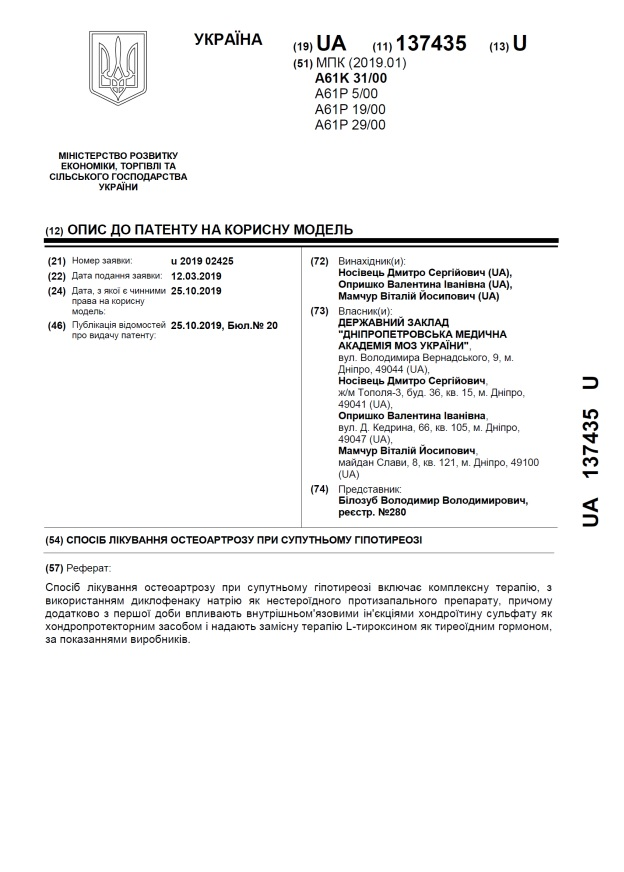 УКРАЇНА
(19) UA (11) 137435 (13) U
(51) МПК (2019.01)
A61K 31/00
A61P 5/00
A61P 19/00
A61P 29/00
МІНІСТЕРСТВО РОЗВИТКУ
ЕКОНОМІКИ, ТОРГІВЛІ ТА
СІЛЬСЬКОГО ГОСПОДАРСТВА
УКРАЇНИ
(12) ОПИС ДО ПАТЕНТУ НА КОРИСНУ МОДЕЛЬ
(21) Номер заявки: u 2019 02425
(22) Дата подання заявки: 12.03.2019
(24) Дата, з якої є чинними 25.10.2019
права на корисну
модель:
(46) Публікація відомостей 25.10.2019, Бюл.№ 20
про видачу патенту:
(72) Винахідник(и):
Носівець Дмитро Сергійович (UA),
Опришко Валентина Іванівна (UA),
Мамчур Віталій Йосипович (UA)
(73) Власник(и):
ДЕРЖАВНИЙ ЗАКЛАД
"ДНІПРОПЕТРОВСЬКА МЕДИЧНА
АКАДЕМІЯ МОЗ УКРАЇНИ",
вул. Володимира Вернадського, 9, м.
Дніпро, 49044 (UA),
Носівець Дмитро Сергійович,
ж/м Тополя-3, буд. 36, кв. 15, м. Дніпро,
49041 (UA),
Опришко Валентина Іванівна,
вул. Д. Кедрина, 66, кв. 105, м. Дніпро,
49047 (UA),
Мамчур Віталій Йосипович,
майдан Слави, 8, кв. 121, м. Дніпро, 49100
(UA)
(74) Представник:
Білозуб Володимир Володимирович,
реєстр. №280
UA 137435 U
(54) СПОСІБ ЛІКУВАННЯ ОСТЕОАРТРОЗУ ПРИ СУПУТНЬОМУ ГІПОТИРЕОЗІ
(57) Реферат:
Спосіб лікування остеоартрозу при супутньому гіпотиреозі включає комплексну терапію, з
використанням диклофенаку натрію як нестероїдного протизапального препарату, причому
додатково з першої доби впливають внутрішньом'язовими ін'єкціями хондроїтину сульфату як
хондропротекторним засобом і надають замісну терапію L-тироксином як тиреоїдним гормоном,
за показаннями виробників.